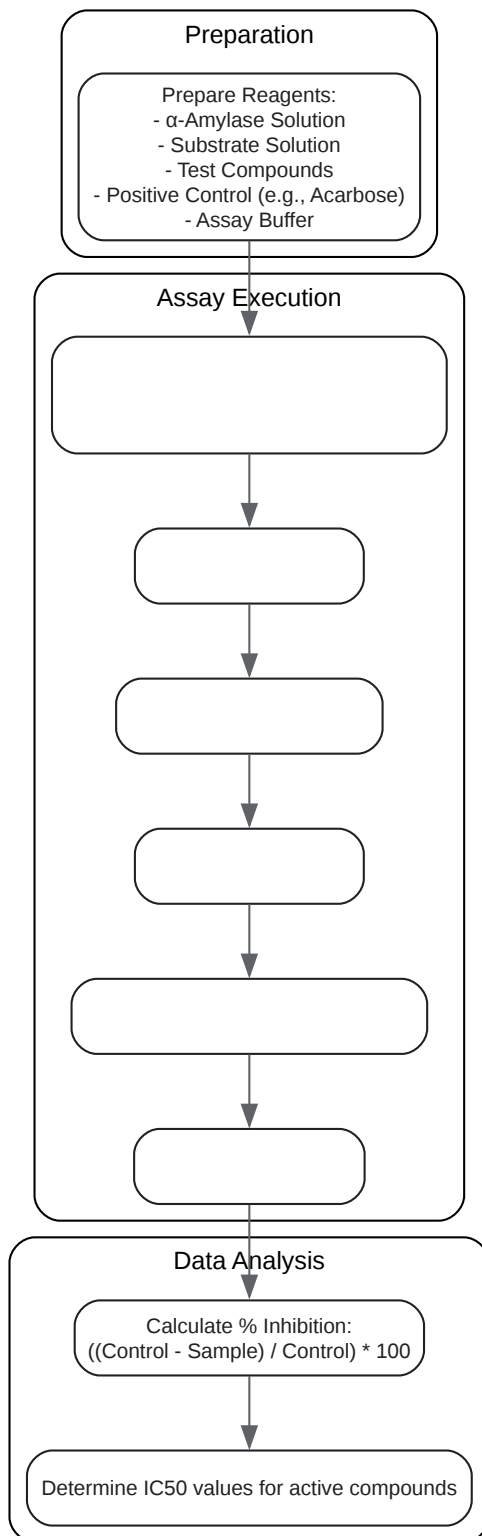 Preparation
Prepare Reagents:
- α-Amylase Solution
- Substrate Solution
- Test Compounds
- Positive Control (e.g., Acarbose)
- Assay Buffer
Assay Execution
Data Analysis
Calculate % Inhibition:
((Control - Sample) / Control) * 100
Determine IC50 values for active compounds